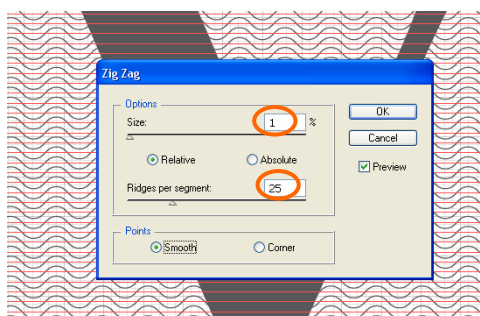 Zig Zag
Options
Size: 1 %
Relative Absolute
Ridges per segment: 25
Points
Smooth Corner
OK
Cancel
Preview